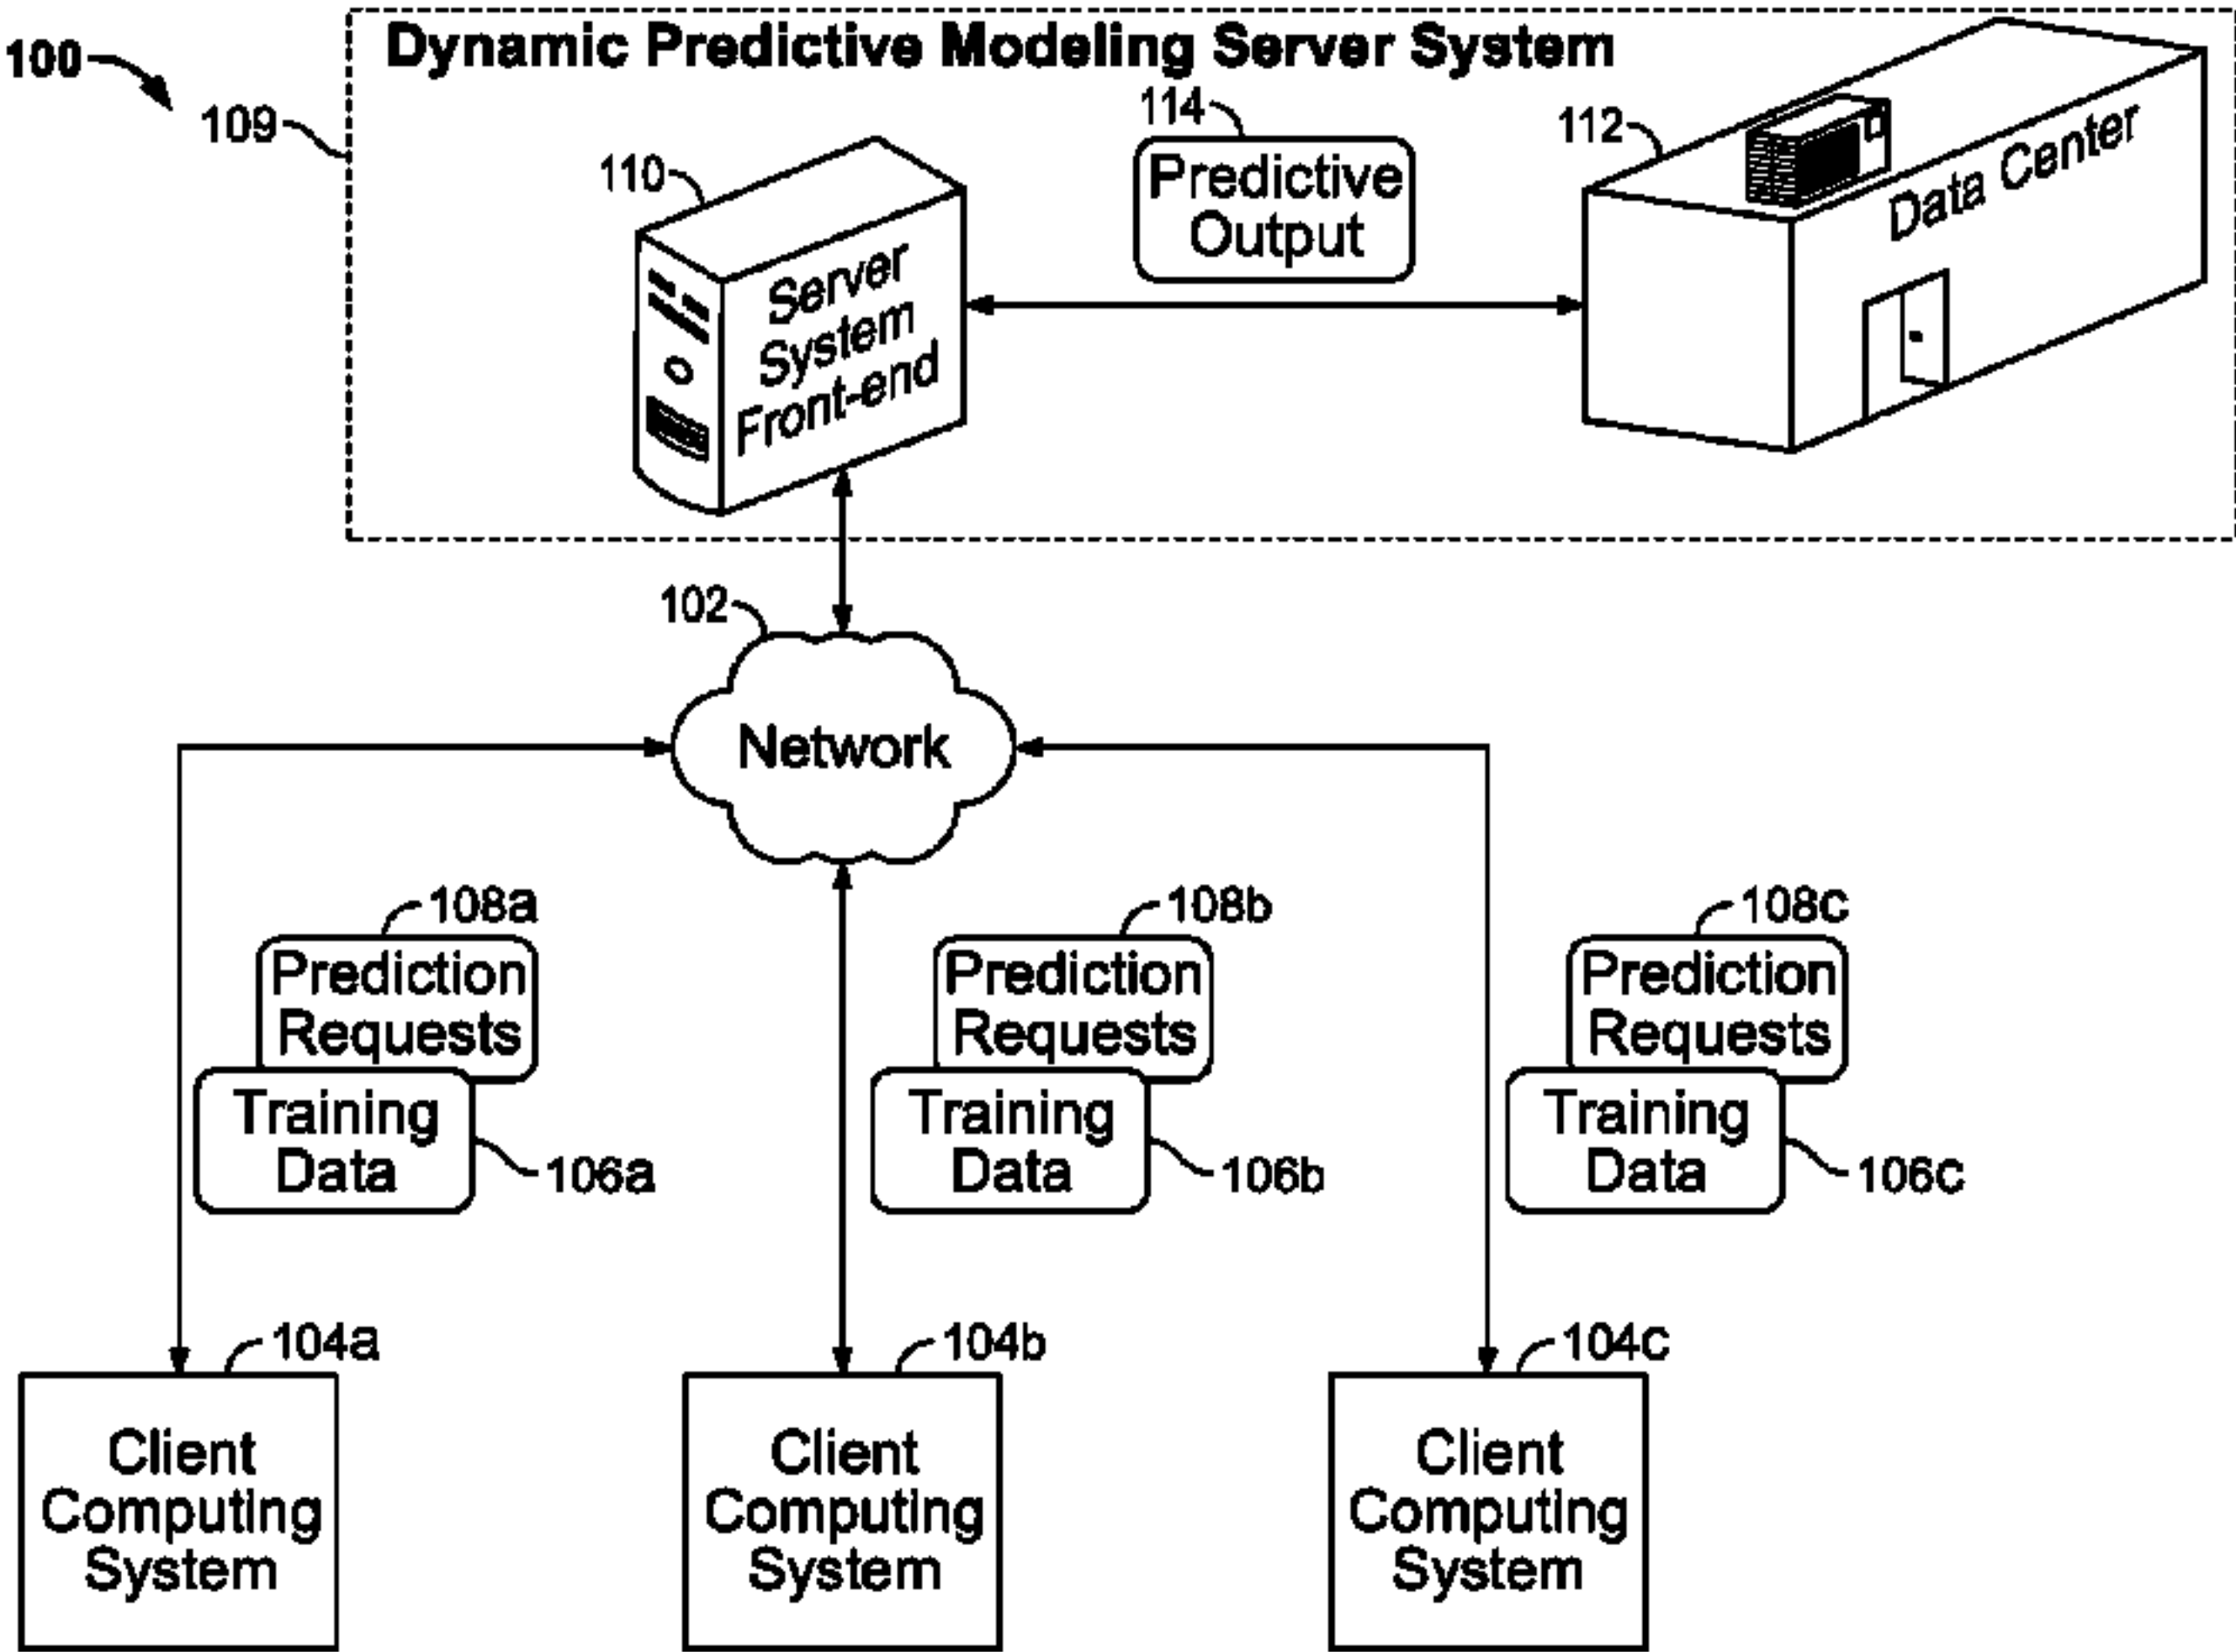 100
Dynamic Predictive Modeling Server System
109
114
112
110
Predictive
Output
Data Center
Server
System
Front-end
102
Network
108a
Prediction
Requests
Training
Data
106a
108b
Prediction
Requests
Training
Data
106b
108c
Prediction
Requests
Training
Data
106c
104a
Client
Computing
System
104b
Client
Computing
System
104c
Client
Computing
System